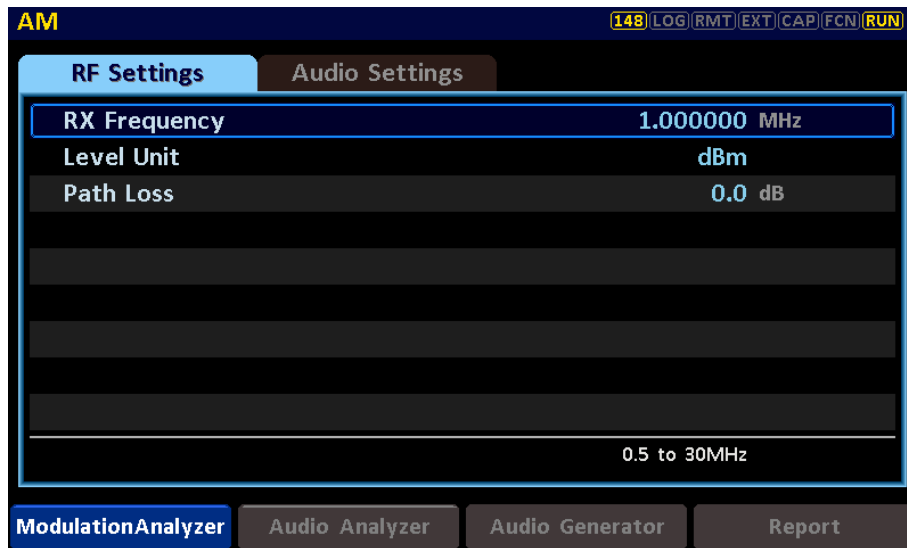 AM 148 LOG RMT EXT CAP FCN RUN
RF Settings Audio Settings
RX Frequency 1.000000 MHz
Level Unit dBm
Path Loss 0.0 dB
0.5 to 30MHz
ModulationAnalyzer Audio Analyzer Audio Generator Report